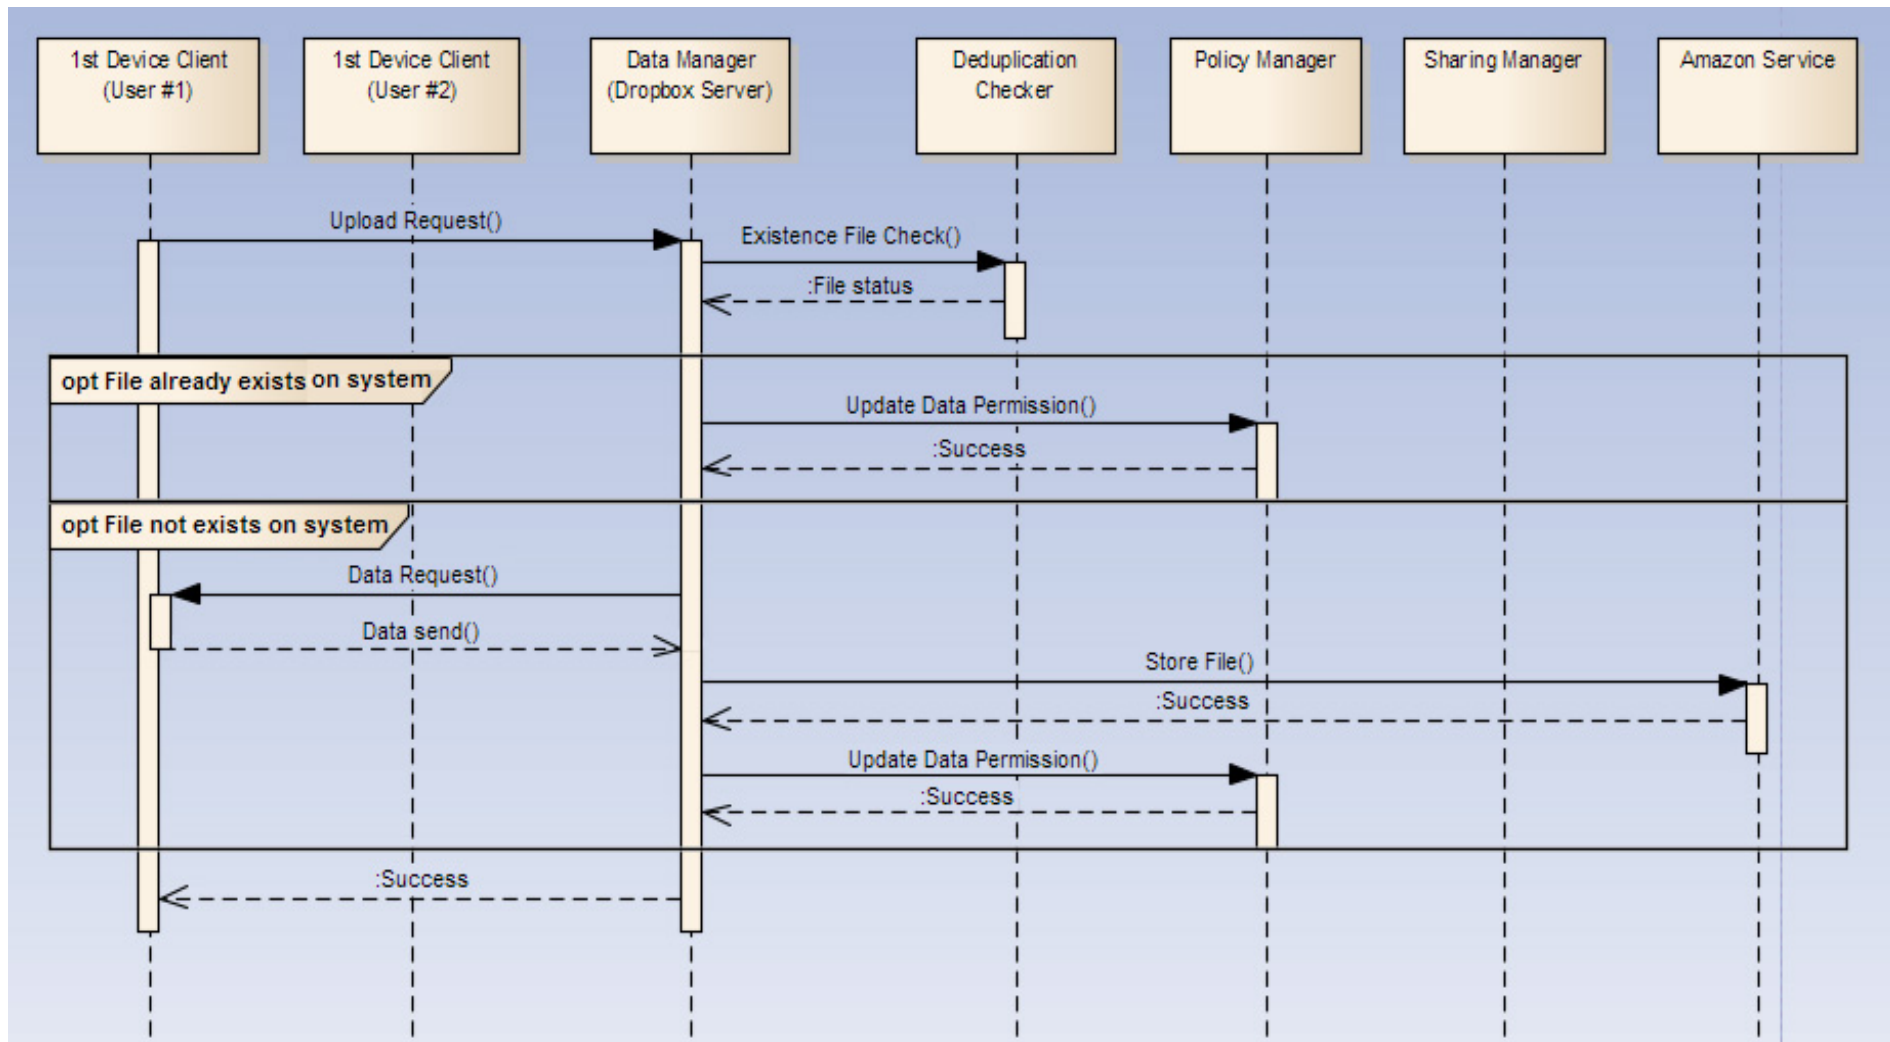 1st Device Client
(User #1)
1st Device Client
(User #2)
Data Manager
(Dropbox Server)
Deduplication
Checker
Policy Manager
Sharing Manager
Amazon Service
Upload Request()
Existence File Check()
:File status
opt File already exists on system
Update Data Permission()
:Success
opt File not exists on system
Data Request()
Data send()
Store File()
:Success
Update Data Permission()
:Success
:Success